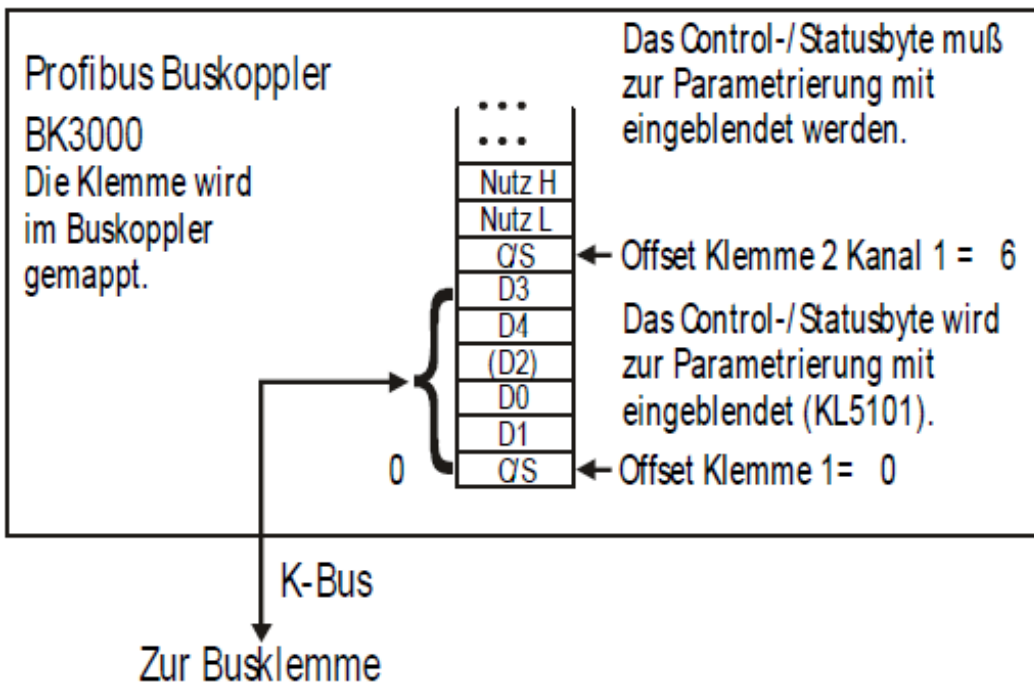 Profibus Buskoppler
BK3000
Die Klemme wird
im Buskoppler
gemappt.
Das Control-/Statusbyte muß
zur Parametrierung mit
eingeblendet werden.
Nutz H
Nutz L
C/S
D3
D4
(D2)
D0
D1
C/S
Offset Klemme 2 Kanal 1 = 6
Das Control-/Statusbyte wird
zur Parametrierung mit
eingeblendet (KL5101).
0
Offset Klemme 1= 0
K-Bus
Zur Busklemme